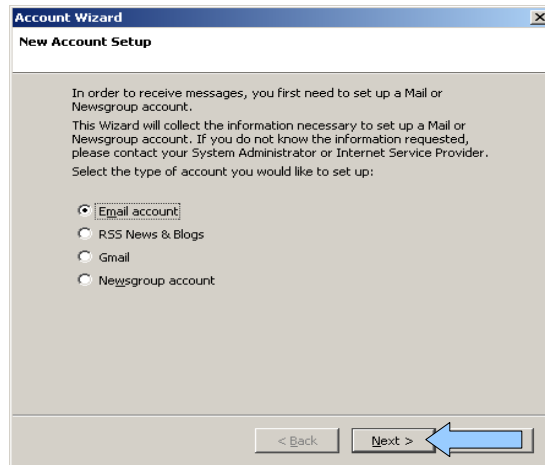 Account Wizard
New Account Setup
In order to receive messages, you first need to set up a Mail or
Newsgroup account.
This Wizard will collect the information necessary to set up a Mail or
Newsgroup account. If you do not know the information requested,
please contact your System Administrator or Internet Service Provider.
Select the type of account you would like to set up:
Email account
RSS News & Blogs
Gmail
Newsgroup account
< Back
Next >